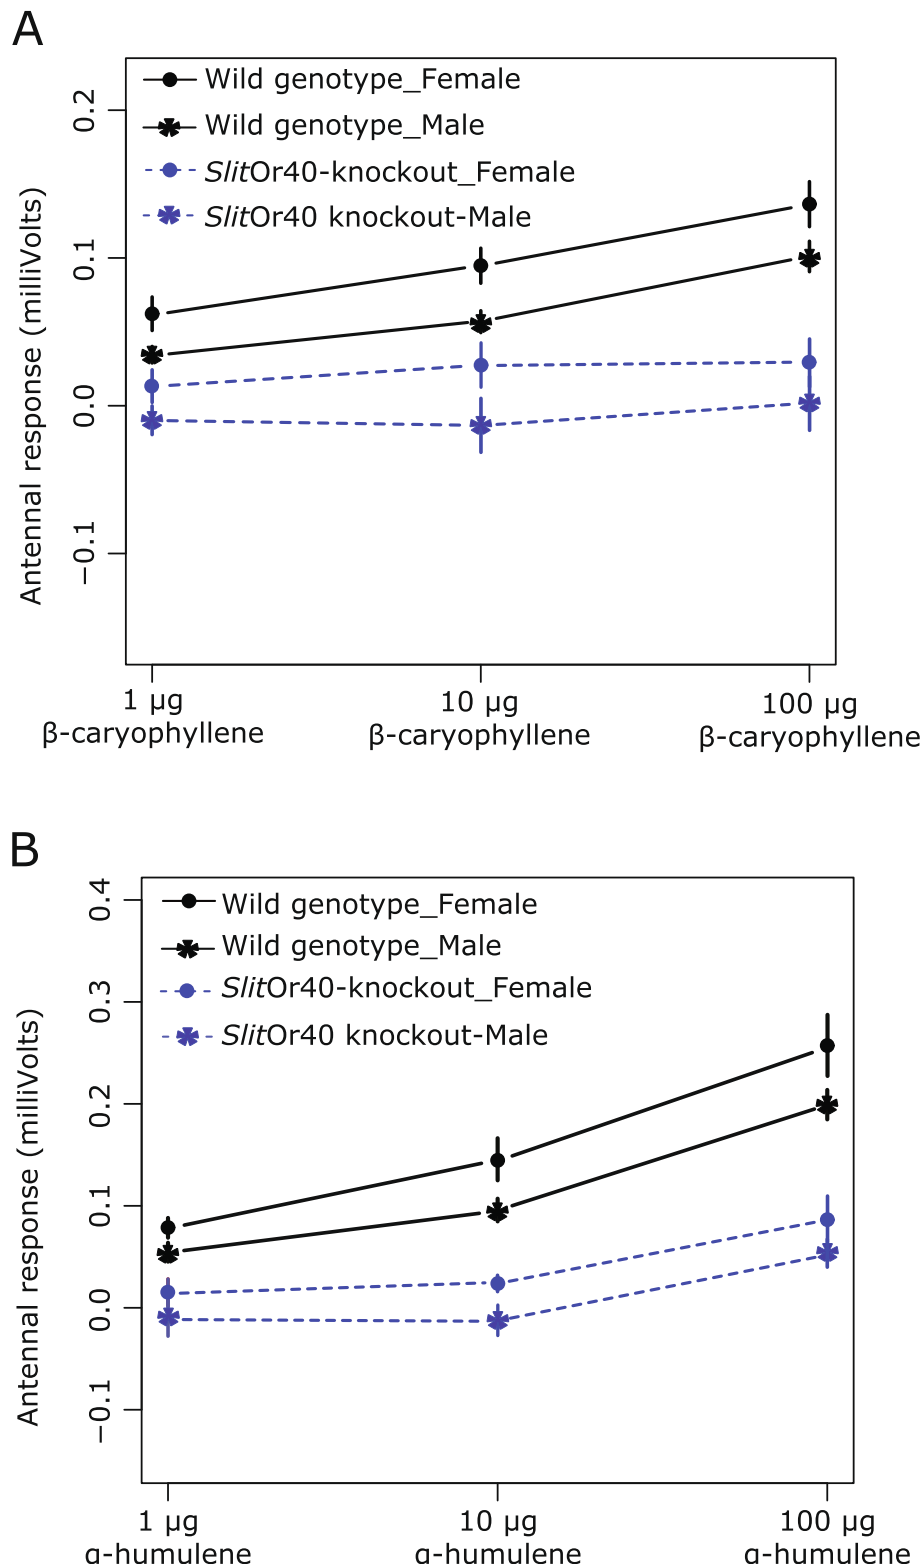 A
Wild genotype_Female
Wild genotype_Male
SlitOr40-knockout_Female
SlitOr40 knockout-Male
Antennal response (milliVolts)
0.2
0.1
0.0
−0.1
1 µg
β-caryophyllene
10 µg
β-caryophyllene
100 µg
β-caryophyllene
B
Wild genotype_Female
Wild genotype_Male
SlitOr40-knockout_Female
SlitOr40 knockout-Male
Antennal response (milliVolts)
0.4
0.3
0.2
0.1
0.0
−0.1
1 µg
α-humulene
10 µg
α-humulene
100 µg
α-humulene